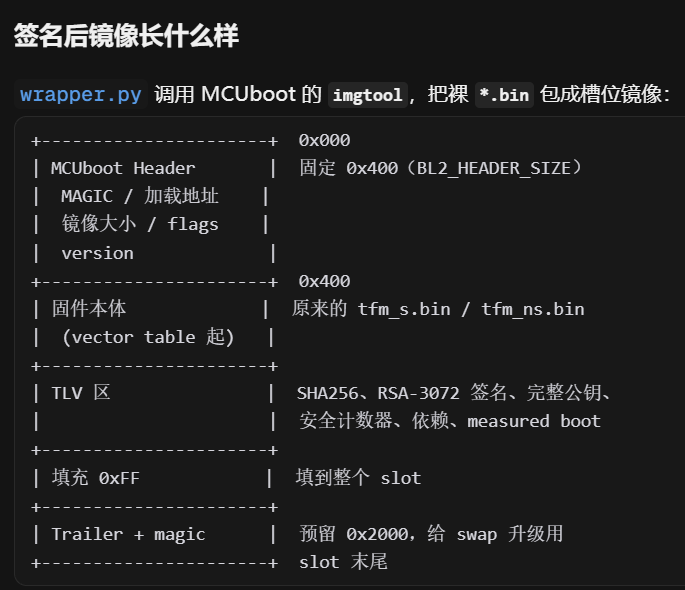 签名后镜像长什么样
wrapper.py 调用 MCUboot 的 imgtool，把裸 *.bin 包成槽位镜像：
+----------------------+  0x000
| MCUboot Header       |  固定 0x400（BL2_HEADER_SIZE）
|  MAGIC / 加载地址    |
|  镜像大小 / flags    |
|  version             |
+----------------------+  0x400
| 固件本体             |  原来的 tfm_s.bin / tfm_ns.bin
|  (vector table 起)   |
+----------------------+
| TLV 区               |  SHA256、RSA-3072 签名、完整公钥、
|                      |  安全计数器、依赖、measured boot
+----------------------+
| 填充 0xFF            |  填到整个 slot
+----------------------+
| Trailer + magic      |  预留 0x2000，给 swap 升级用
+----------------------+  slot 末尾